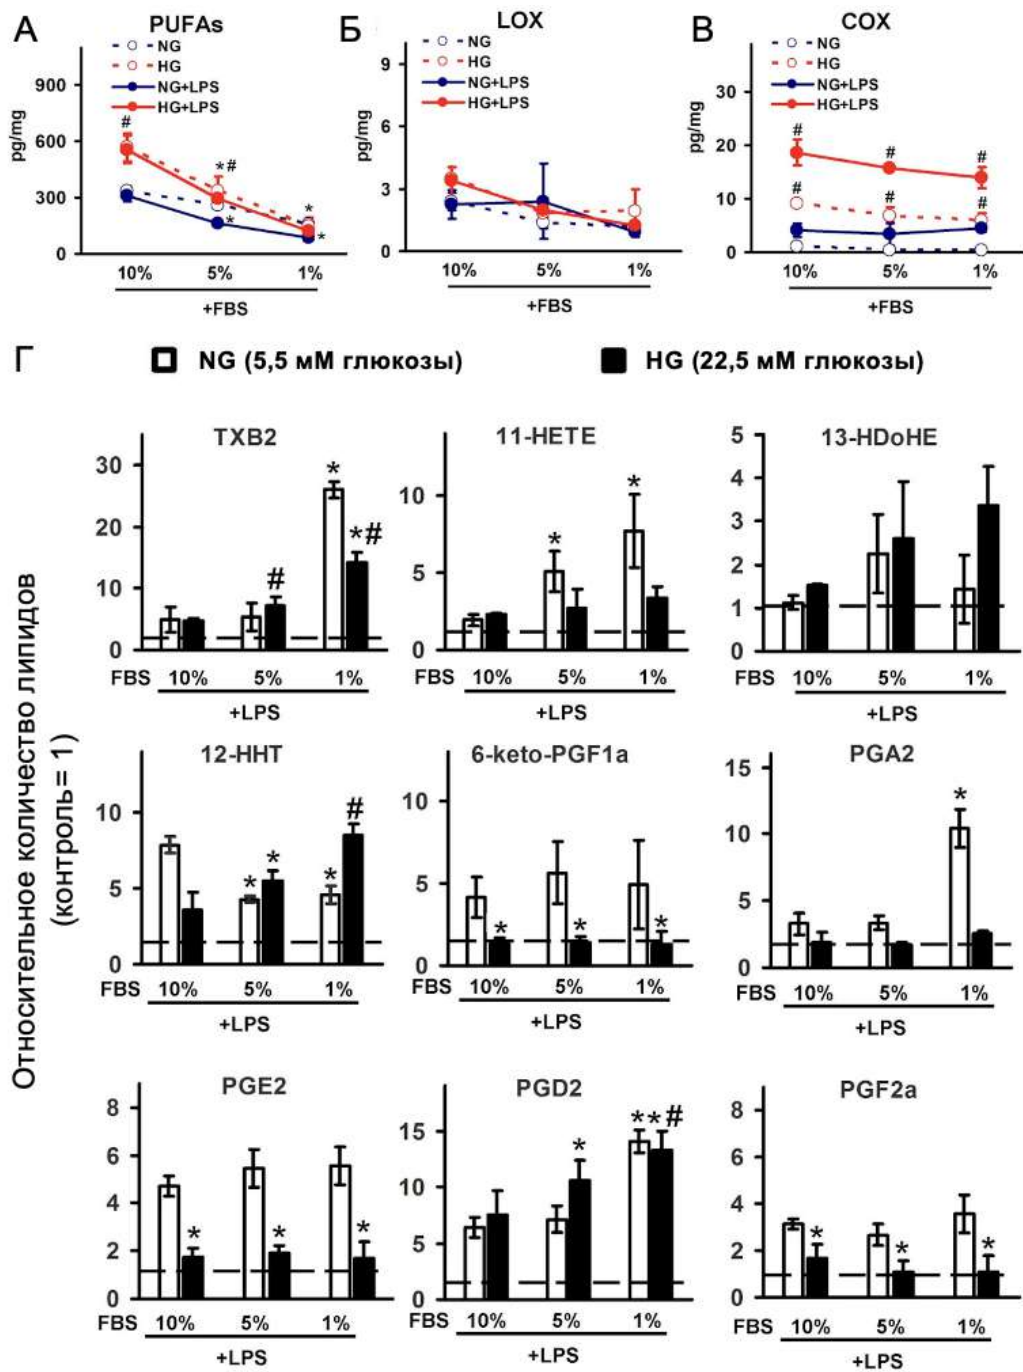 А
PUFAs
NG
HG
NG+LPS
HG+LPS
pg/mg
900
600
300
0
#
*#
*
*
*
10% 5% 1%
+FBS
Б
LOX
NG
HG
NG+LPS
HG+LPS
pg/mg
9
6
3
0
10% 5% 1%
+FBS
В
COX
NG
HG
NG+LPS
HG+LPS
pg/mg
30
20
10
0
# # #
# # #
10% 5% 1%
+FBS
Г
NG (5,5 мМ глюкозы) HG (22,5 мМ глюкозы)
Относительное количество липидов
(контроль= 1)
TXB2
30
20
10
0
# * *#
FBS 10% 5% 1%
+LPS
11-HETE
10
5
0
* *
FBS 10% 5% 1%
+LPS
13-HDoHE
5
4
3
2
1
0
FBS 10% 5% 1%
+LPS
12-HHT
10
5
0
* * * #
FBS 10% 5% 1%
+LPS
6-keto-PGF1a
10
5
0
* * *
FBS 10% 5% 1%
+LPS
PGA2
15
10
5
0
*
FBS 10% 5% 1%
+LPS
PGE2
8
6
4
2
0
* * *
FBS 10% 5% 1%
+LPS
PGD2
15
10
5
0
* **#
FBS 10% 5% 1%
+LPS
PGF2a
8
6
4
2
0
* * *
FBS 10% 5% 1%
+LPS